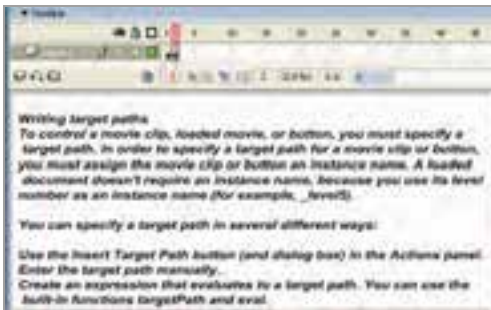 Timeline
Writing target paths
To control a movie clip, loaded movie, or button, you must specify a
target path. In order to specify a target path for a movie clip or button,
you must assign the movie clip or button an instance name. A loaded
document doesn't require an instance name, because you use its level
number as an instance name (for example, _level5).
You can specify a target path in several different ways:
Use the Insert Target Path button (and dialog box) in the Actions panel.
Enter the target path manually.
Create an expression that evaluates to a target path. You can use the
built-in functions targetPath and eval.